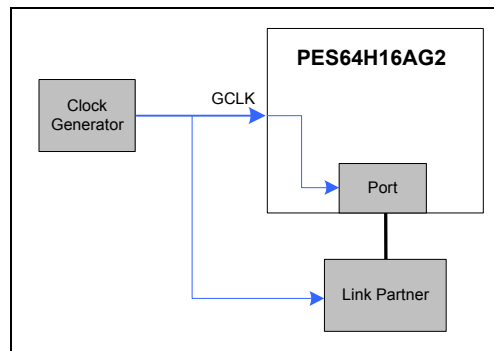 PES64H16AG2
GCLK
Clock
Generator
Port
Link Partner